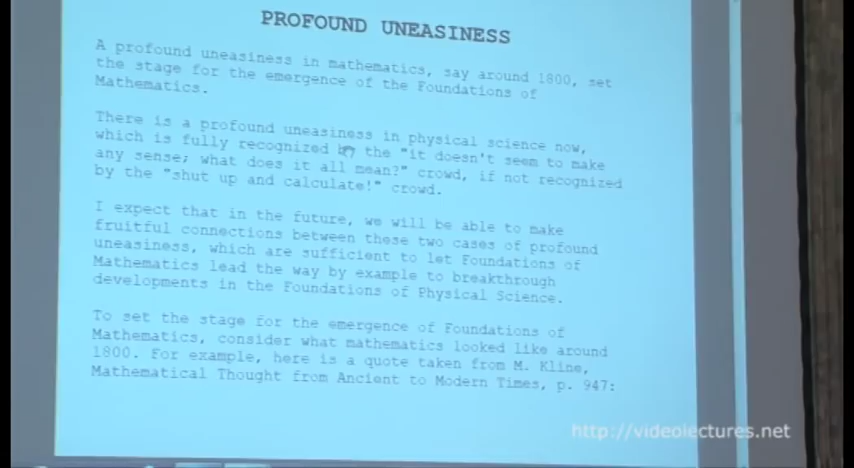 PROFOUND UNEASINESS
A profound uneasiness in mathematics, say around 1800, set
the stage for the emergence of the Foundations of
Mathematics.
There is a profound uneasiness in physical science now,
which is fully recognized by the "it doesn't seem to make
any sense; what does it all mean?" crowd, if not recognized
by the "shut up and calculate!" crowd.
I expect that in the future, we will be able to make
fruitful connections between these two cases of profound
uneasiness, which are sufficient to let Foundations of
Mathematics lead the way by example to breakthrough
developments in the Foundations of Physical Science.
To set the stage for the emergence of Foundations of
Mathematics, consider what mathematics looked like around
1800. For example, here is a quote taken from M. Kline,
Mathematical Thought from Ancient to Modern Times, p. 947:
http://videolectures.net